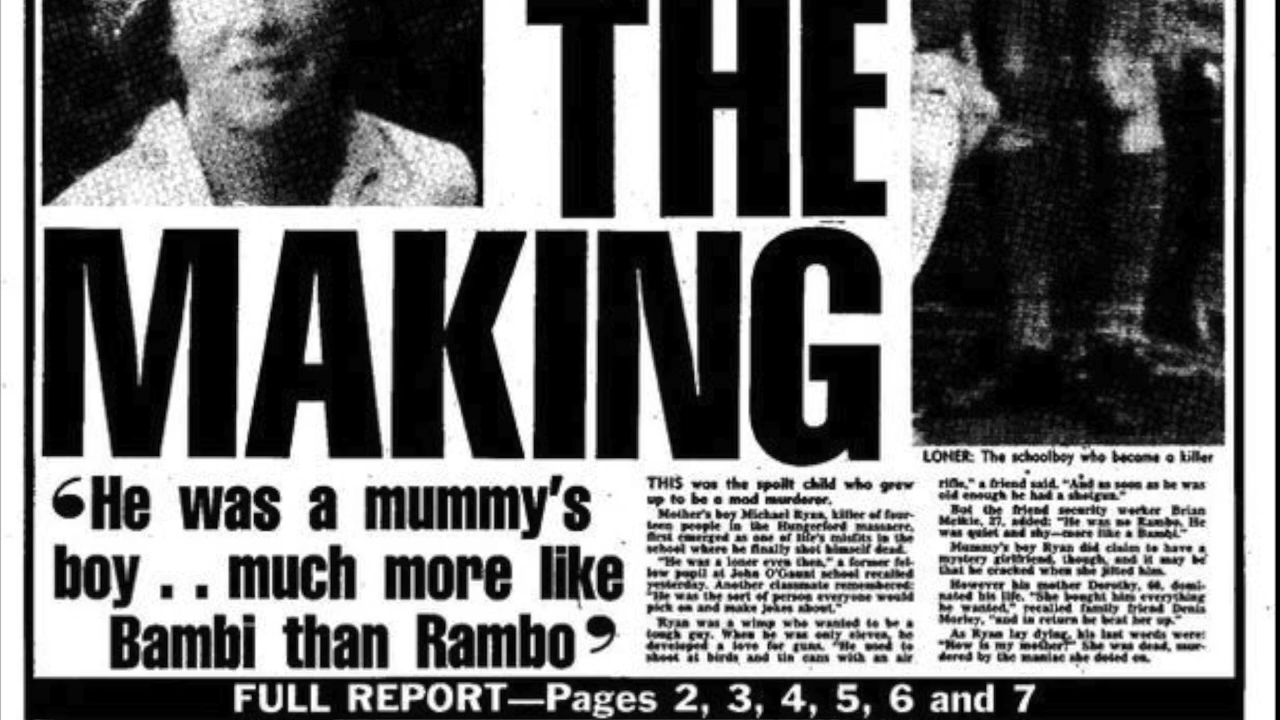 THE
MAKING
LONER: The schoolboy who became a killer
‘He was a mummy's
boy . . much more like
Bambi than Rambo’
THIS was the spoilt child who grew
up to be a mad murderer.
Mother's boy Michael Ryan, killer of four-
teen people in the Hungerford massacre,
first emerged as one of life's misfits in the
school where he finally shot himself dead.
"He was a loner even then," a former fel-
low pupil at John O'Gaunt school recalled
yesterday. Another classmate remembered:
"He was the sort of person everyone would
pick on and make jokes about."
Ryan was a wimp who wanted to be a
tough guy. When he was only eleven, he
developed a love for guns. "He used to
shoot at birds and tin cans with an air
rifle," a friend said. "And as soon as he was
old enough he had a shotgun."
But the friend security worker Brian
Meikle, 27, added: "He was no Rambo. He
was quiet and shy—more like a Bambi."
Mummy's boy Ryan did claim to have a
mystery girlfriend, though, and it may be
that he cracked when she jilted him.
However his mother Dorothy, 60, domi-
nated his life. "She bought him everything
he wanted," recalled family friend Denis
Morley, "and in return he beat her up."
As Ryan lay dying, his last words were:
"How is my mother?" She was dead, mur-
dered by the maniac she doted on.
FULL REPORT—Pages 2, 3, 4, 5, 6 and 7